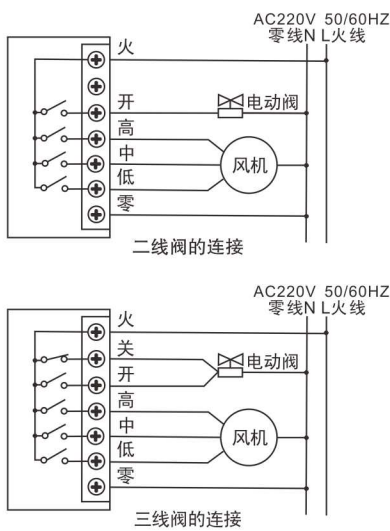 AC220V 50/60HZ
零线N L火线
火
开
电动阀
高
中
风机
低
零
二线阀的连接
AC220V 50/60HZ
零线N L火线
火
关
电动阀
开
高
中
风机
低
零
三线阀的连接